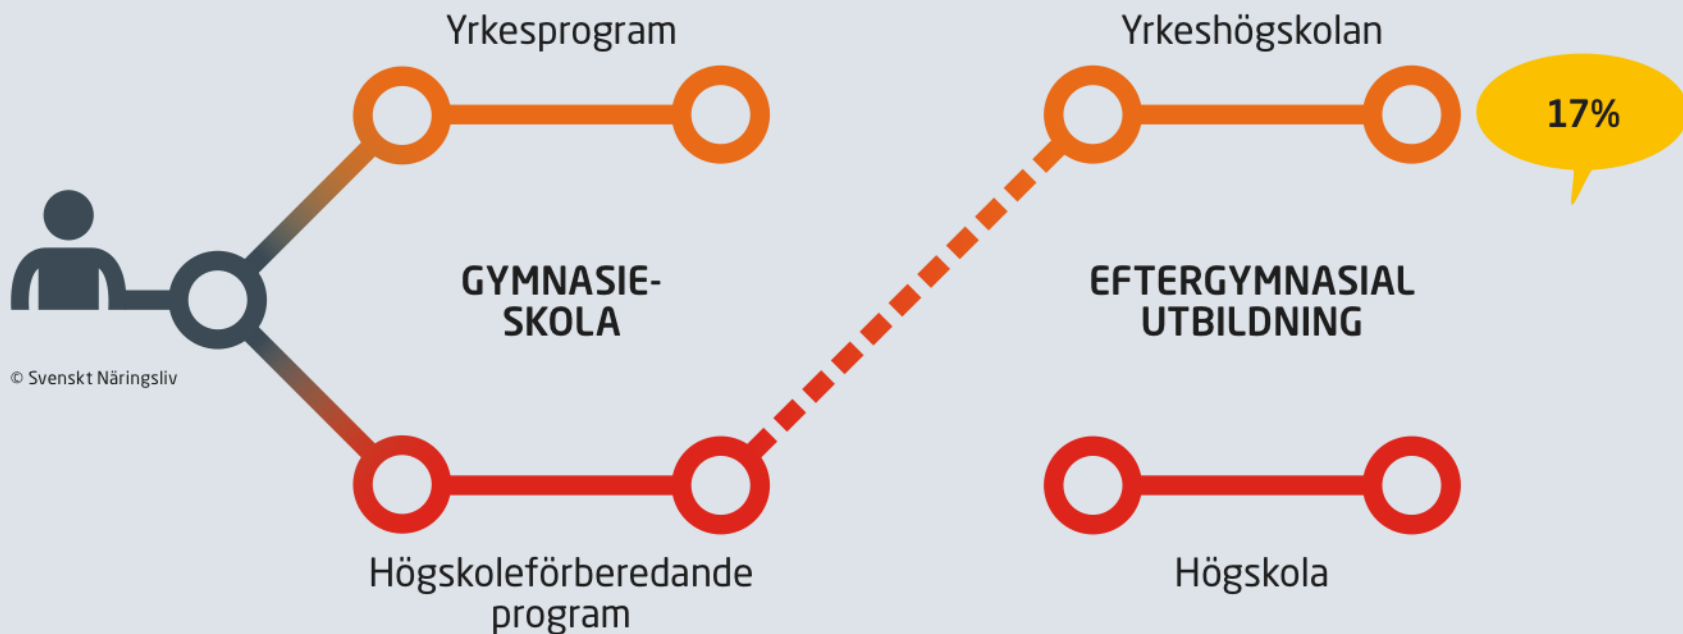 Yrkesprogram
Yrkeshögskolan
17%
GYMNASIE-
SKOLA
EFTERGYMNASIAL
UTBILDNING
© Svenskt Näringsliv
Högskoleförberedande
program
Högskola